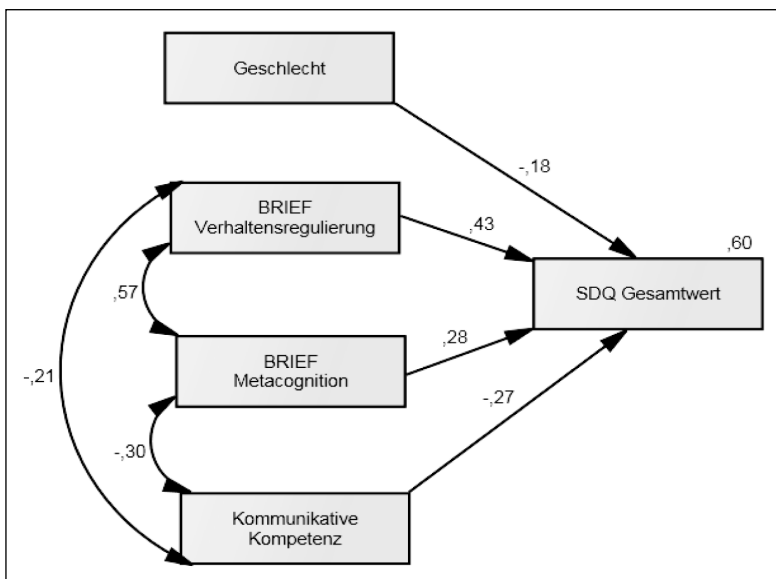 Geschlecht
-,18
BRIEF
Verhaltensregulierung
,43
,60
SDQ Gesamtwert
,57
BRIEF
Metacognition
,28
-,21
-,27
-,30
Kommunikative
Kompetenz